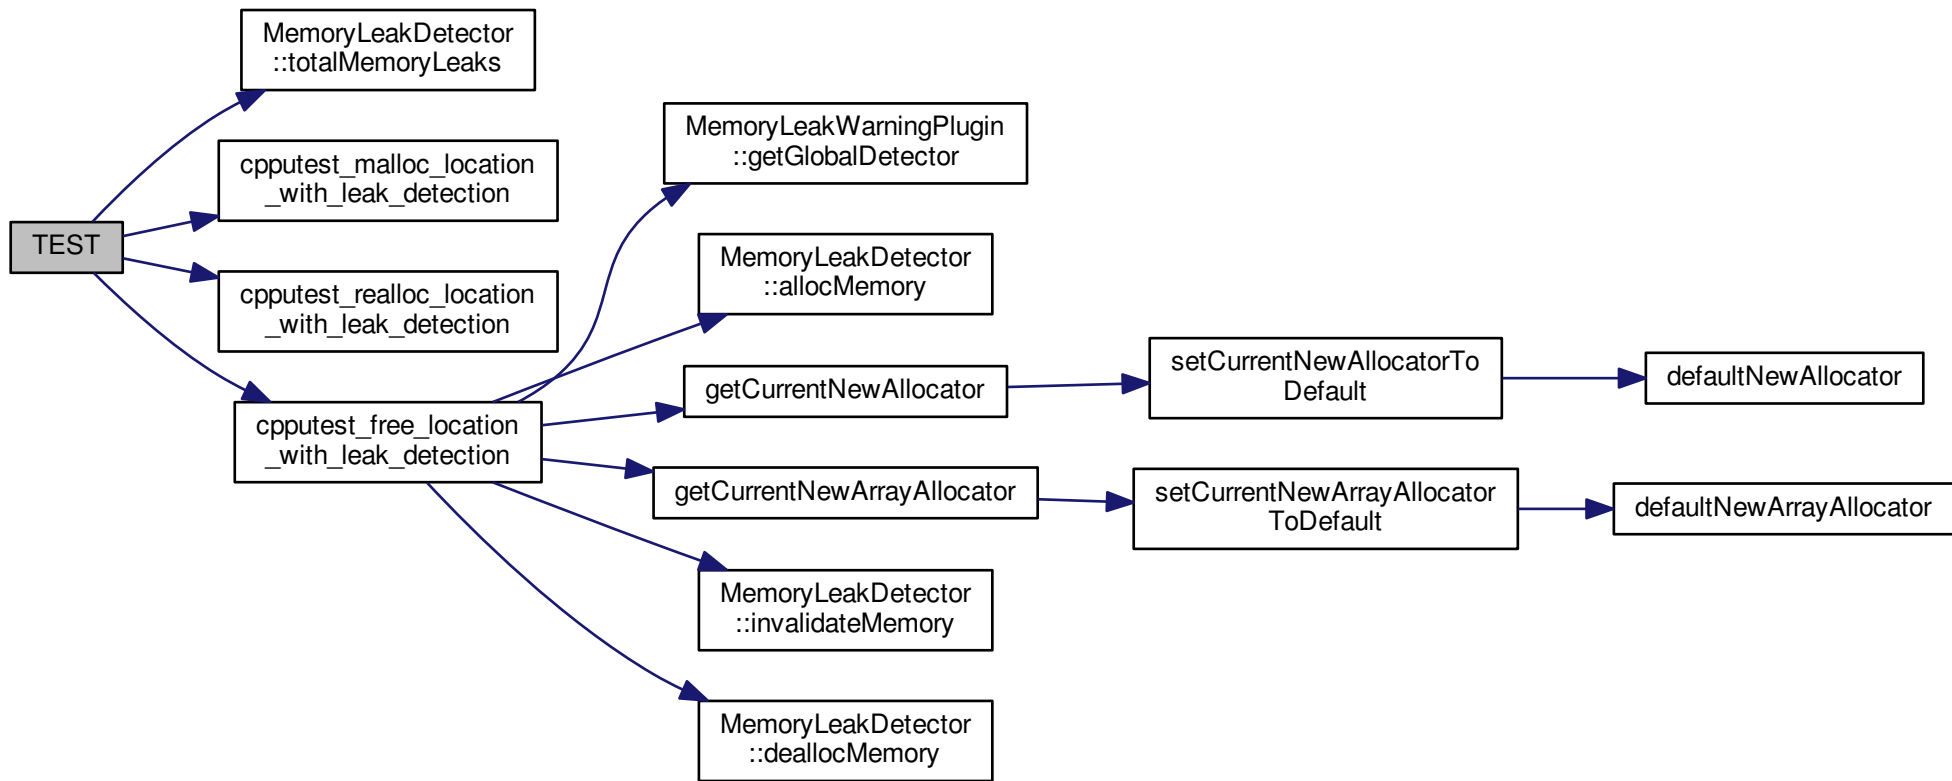 MemoryLeakDetector
::totalMemoryLeaks
cpputest_malloc_location
_with_leak_detection
TEST
cpputest_realloc_location
_with_leak_detection
cpputest_free_location
_with_leak_detection
MemoryLeakWarningPlugin
::getGlobalDetector
MemoryLeakDetector
::allocMemory
getCurrentNewAllocator
getCurrentNewArrayAllocator
MemoryLeakDetector
::invalidateMemory
MemoryLeakDetector
::deallocMemory
setCurrentNewAllocatorTo
Default
setCurrentNewArrayAllocator
ToDefault
defaultNewAllocator
defaultNewArrayAllocator